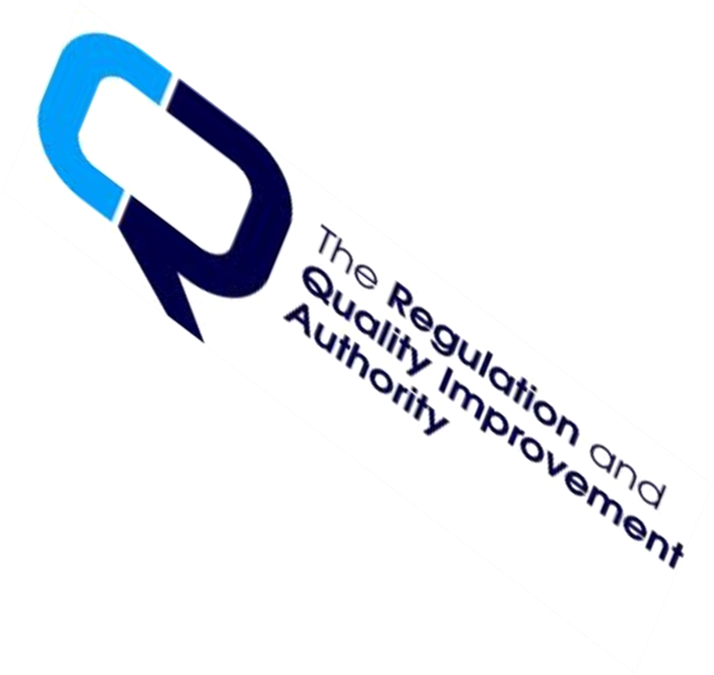 The Regulation and
Quality Improvement
Authority